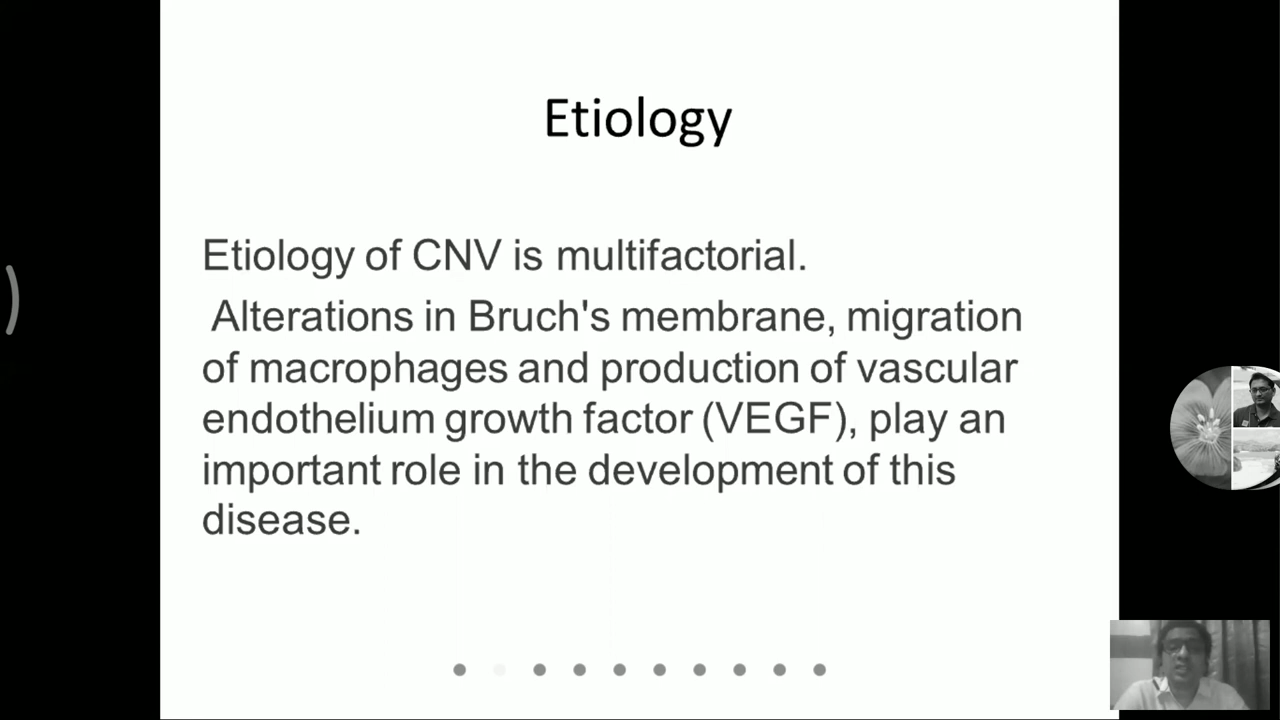 Etiology
Etiology of CNV is multifactorial.
Alterations in Bruch's membrane, migration
of macrophages and production of vascular
endothelium growth factor (VEGF), play an
important role in the development of this
disease.